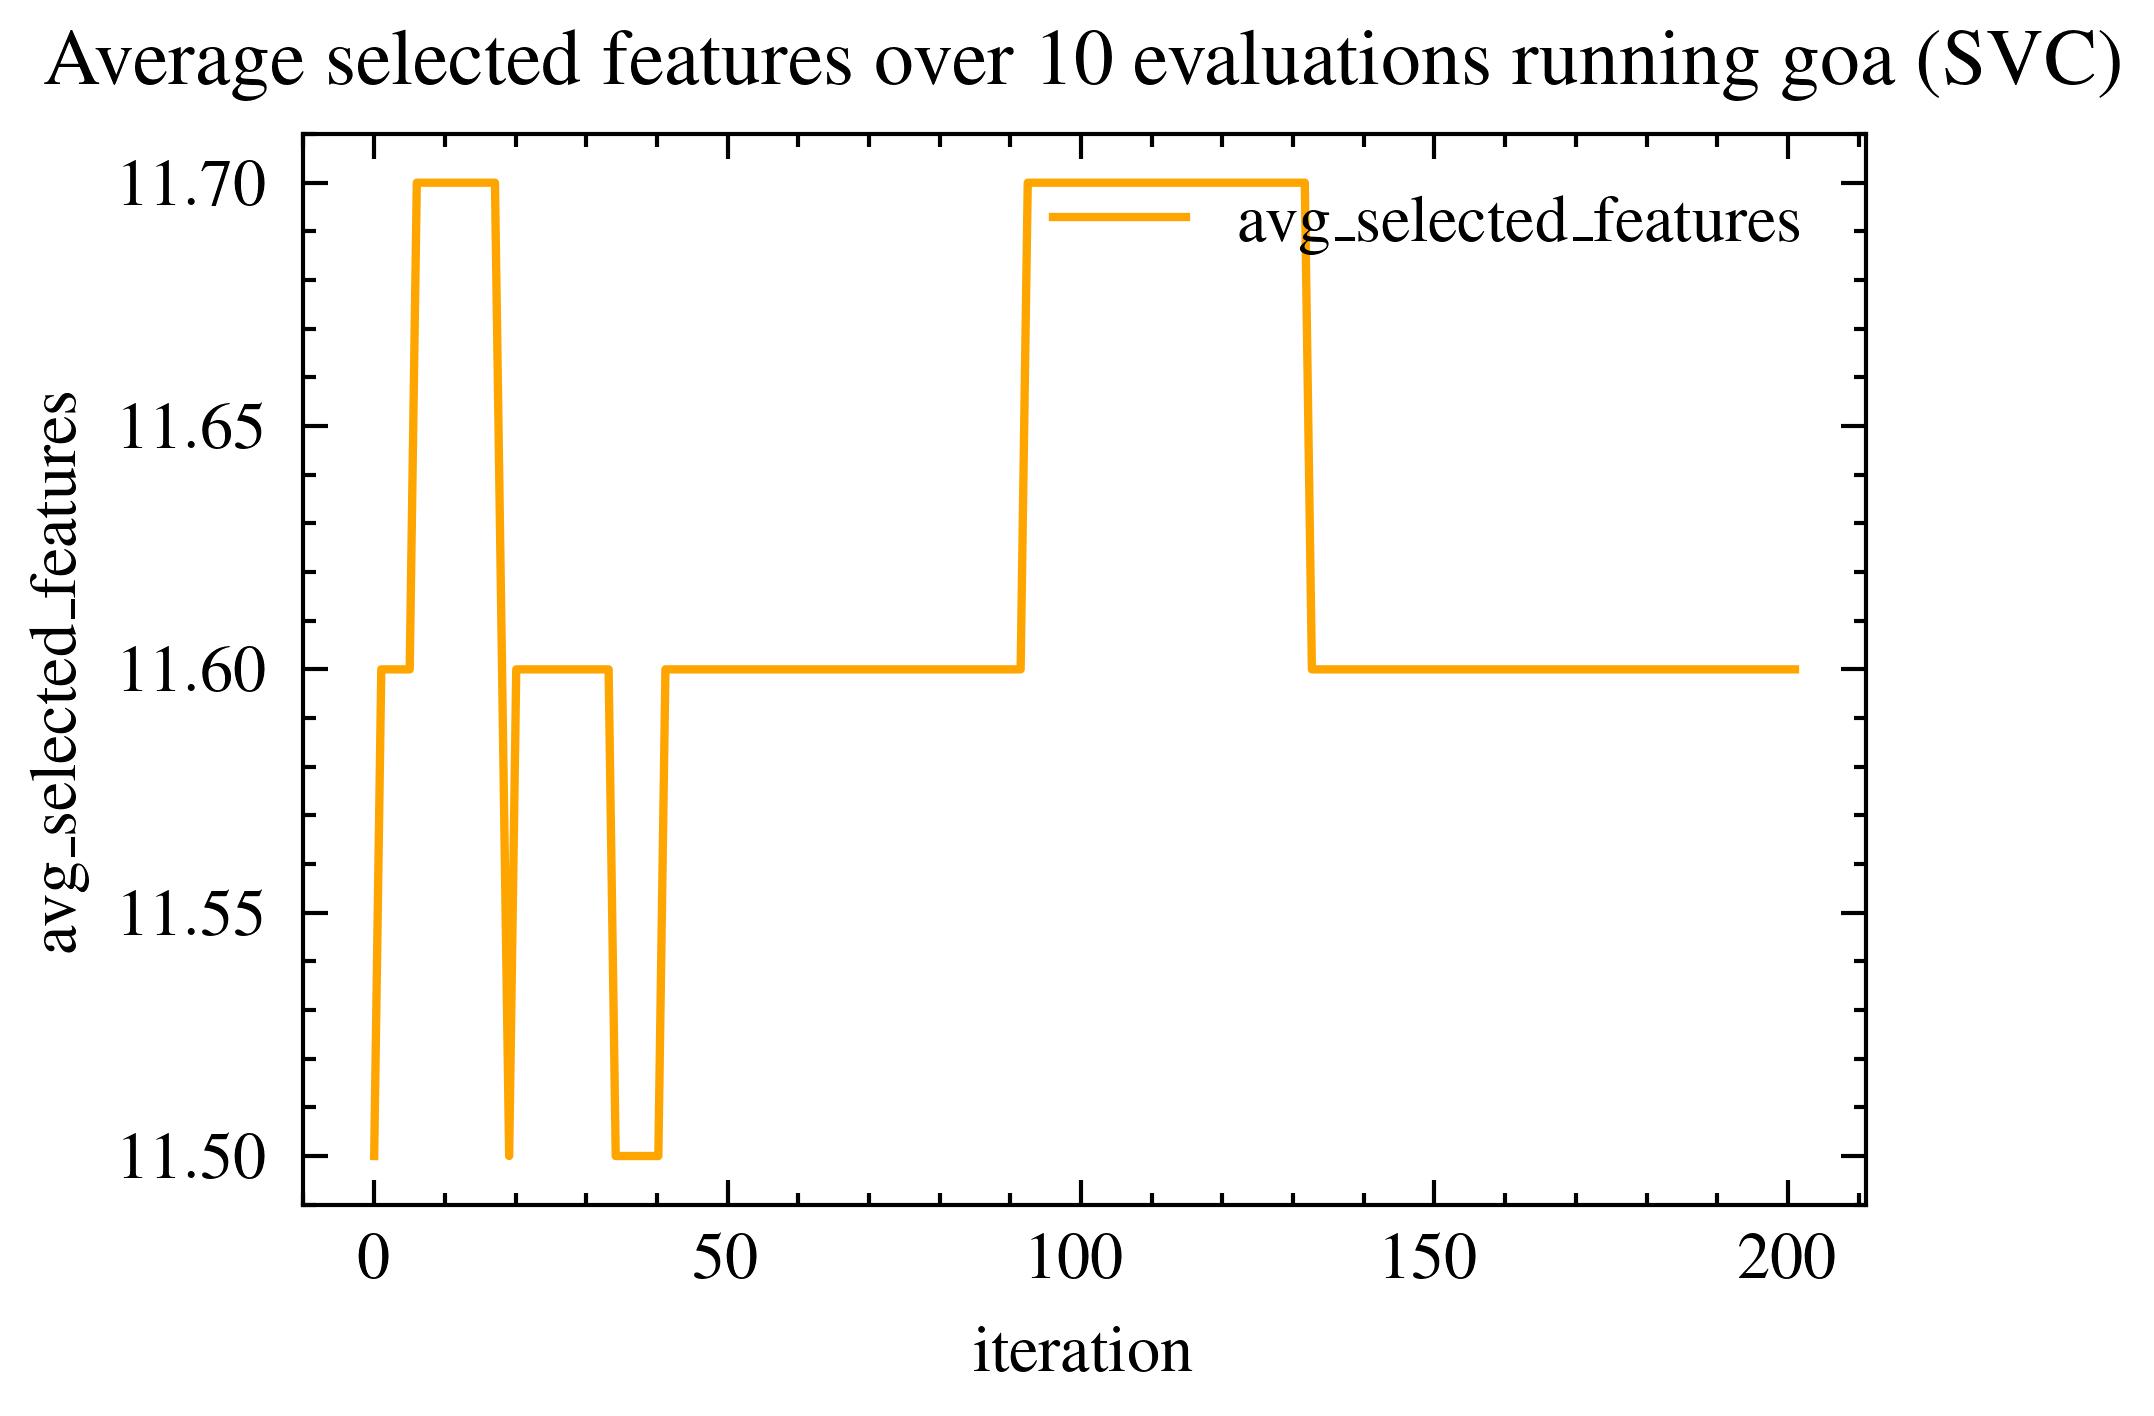 Average selected features over 10 evaluations running goa (SVC)
avg_selected_features
11.70
11.65
11.60
11.55
11.50
avg_selected_features
0 50 100 150 200
iteration